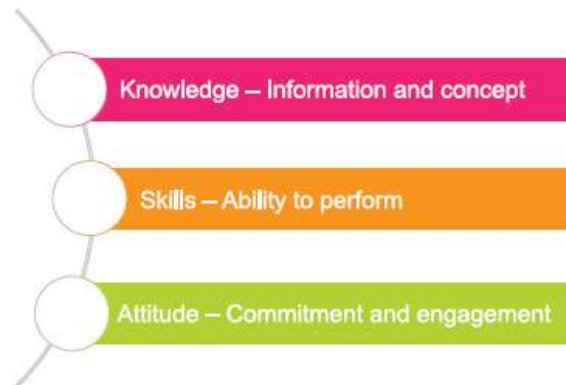 Knowledge – Information and concept
Skills – Ability to perform
Attitude – Commitment and engagement